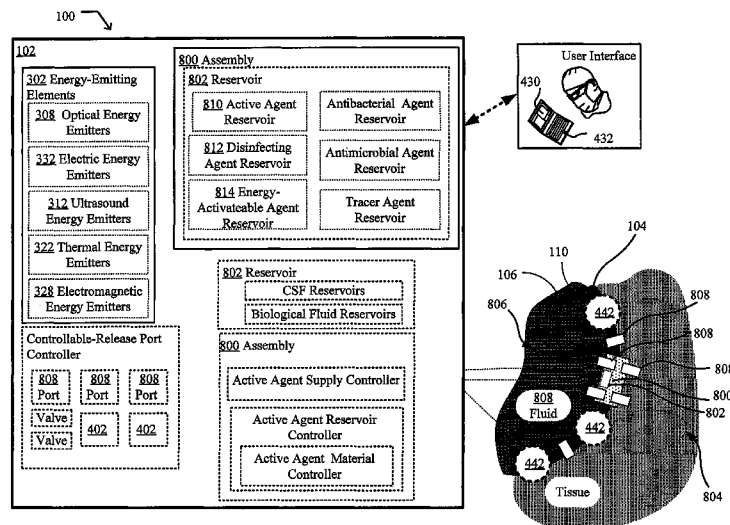 100
102
302 Energy-Emitting
Elements
308 Optical Energy
Emitters
332 Electric Energy
Emitters
312 Ultrasound
Energy Emitters
322 Thermal Energy
Emitters
328 Electromagnetic
Energy Emitters
Controllable-Release Port
Controller
808
Port
808
Port
808
Port
Valve
Valve
402
402
800 Assembly
802 Reservoir
810 Active Agent
Reservoir
Antibacterial Agent
Reservoir
812 Disinfecting
Agent Reservoir
Antimicrobial Agent
Reservoir
814 Energy-
Activateable Agent
Reservoir
Tracer Agent
Reservoir
802 Reservoir
CSF Reservoirs
Biological Fluid Reservoirs
800 Assembly
Active Agent Supply Controller
Active Agent Reservoir
Controller
Active Agent Material
Controller
User Interface
430
432
104
110
106
806
442
808
808
808
800
802
808
Fluid
442
442
Tissue
804